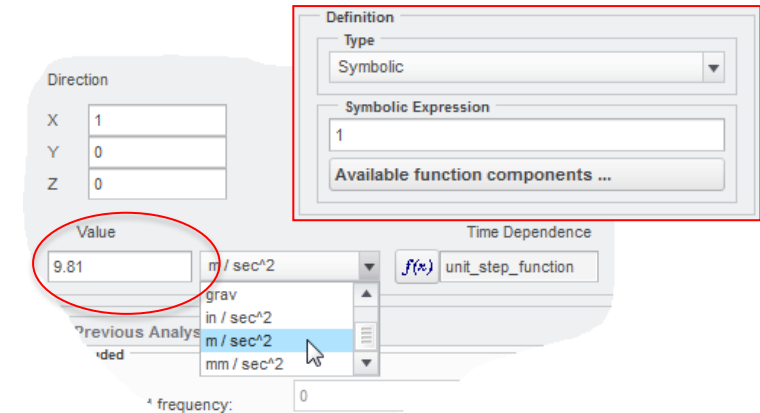 Definition
Type
Symbolic
Symbolic Expression
1
Available function components ...
Direction
X 1
Y 0
Z 0
Value Time Dependence
9.81 m / sec^2 f(x) unit_step_function
grav
in / sec^2
m / sec^2
mm / sec^2
Previous Analys
uded
frequency: 0